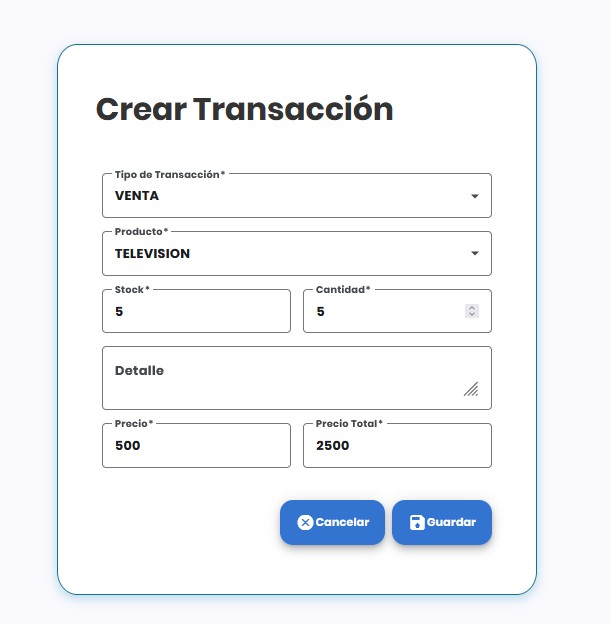 Crear Transacción
Tipo de Transacción*
VENTA
Producto*
TELEVISION
Stock* Cantidad*
5 5
Detalle
Precio* Precio Total*
500 2500
Cancelar Guardar